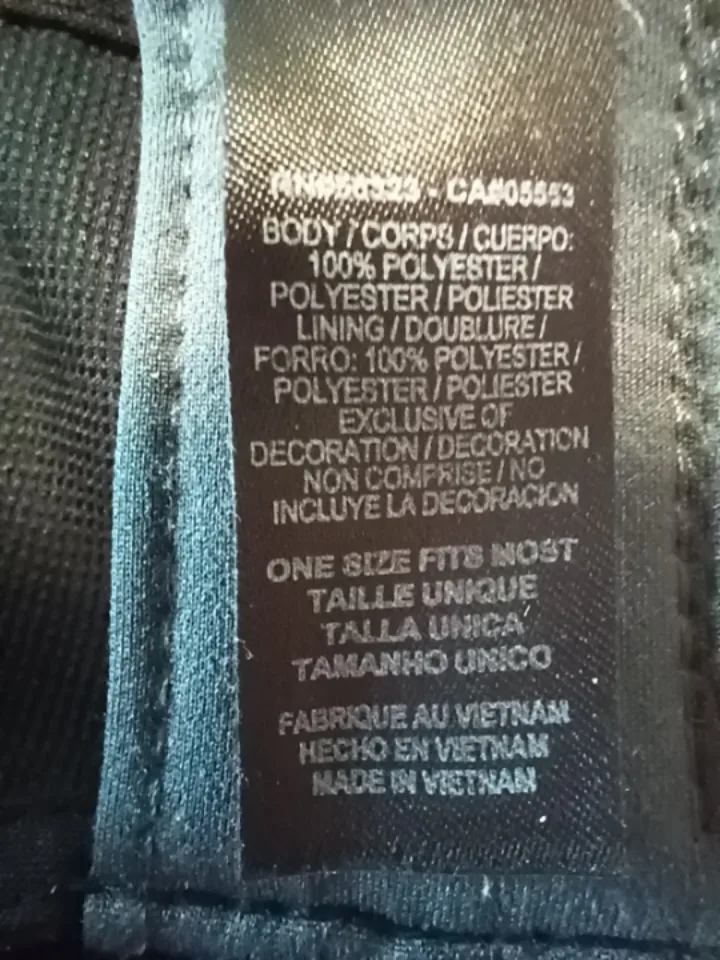 CA#05553
BODY / CORPS / CUERPO:
100% POLYESTER /
POLYESTER / POLIESTER
LINING / DOUBLURE /
FORRO: 100% POLYESTER /
POLYESTER / POLIESTER
EXCLUSIVE OF
DECORATION / DECORATION
NON COMPRISE / NO
INCLUYE LA DECORACION
ONE SIZE FITS MOST
TAILLE UNIQUE
TALLA UNICA
TAMANHO UNICO
FABRIQUE AU VIETNAM
HECHO EN VIETNAM
MADE IN VIETNAM